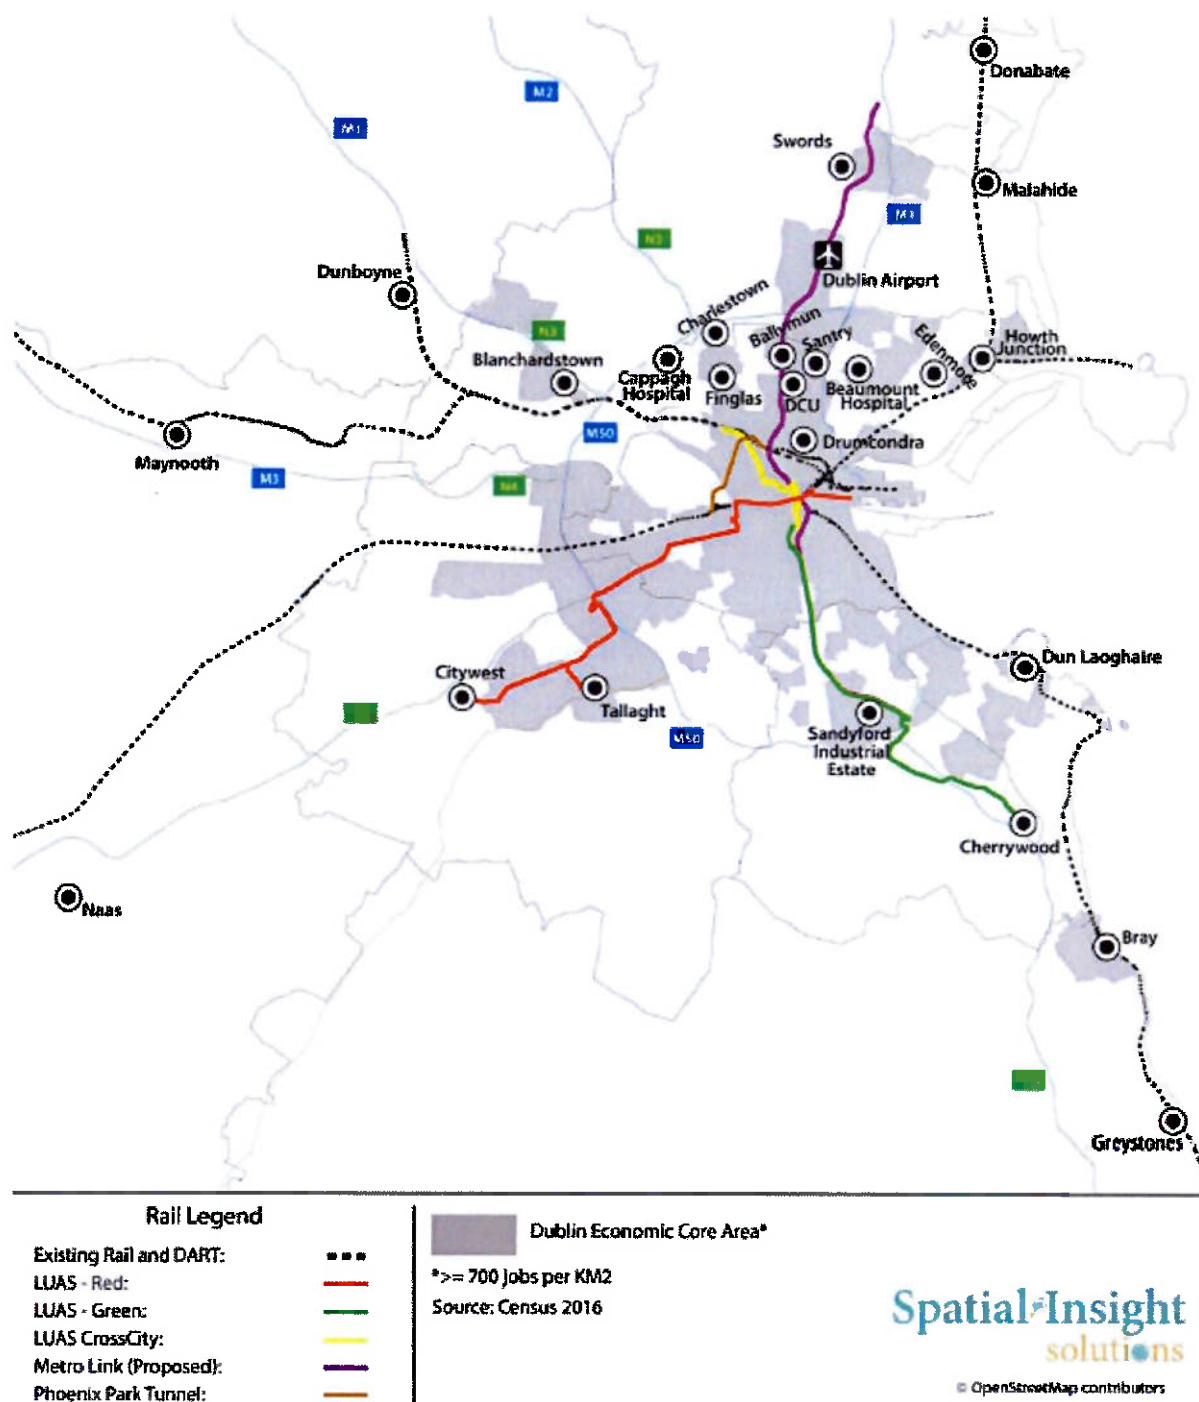 Donabate
M2
M1
Swords
Malahide
M1
N2
Dunboyne
Dublin Airport
Charlestown
Ballymun
Santry
Edenmore
Howth
Junction
N3
Blanchardstown
Cappagh
Hospital
Finglas
DCU
Beaumount
Hospital
M50
Drumcondra
Maynooth
M3
N4
Dun Laoghaire
Citywest
Tallaght
M50
Sandyford
Industrial
Estate
Cherrywood
Naas
Bray
Greystones
Rail Legend
Existing Rail and DART:
LUAS - Red:
LUAS - Green:
LUAS CrossCity:
Metro Link (Proposed):
Phoenix Park Tunnel:
Dublin Economic Core Area*
*>= 700 Jobs per KM2
Source: Census 2016
Spatial Insight
solutions
© OpenStreetMap contributors